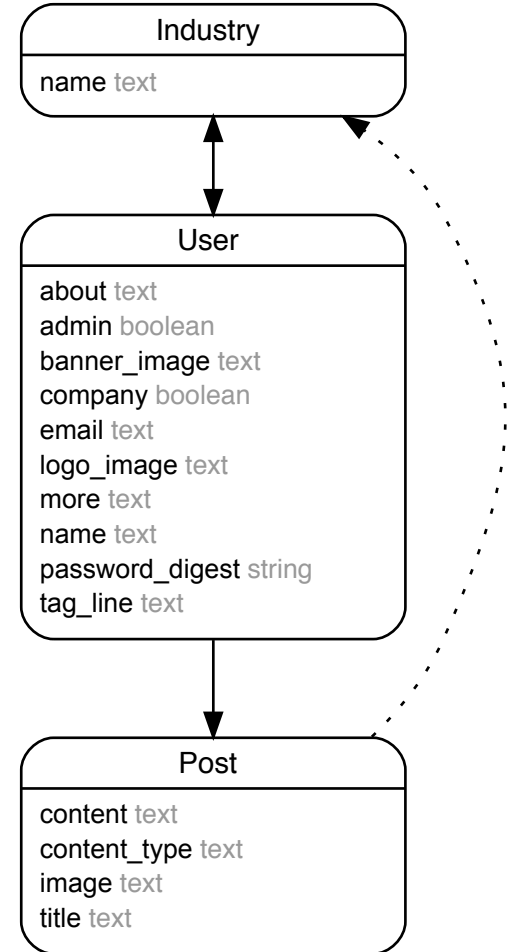 Industry
name text
User
about text
admin boolean
banner_image text
company boolean
email text
logo_image text
more text
name text
password_digest string
tag_line text
Post
content text
content_type text
image text
title text